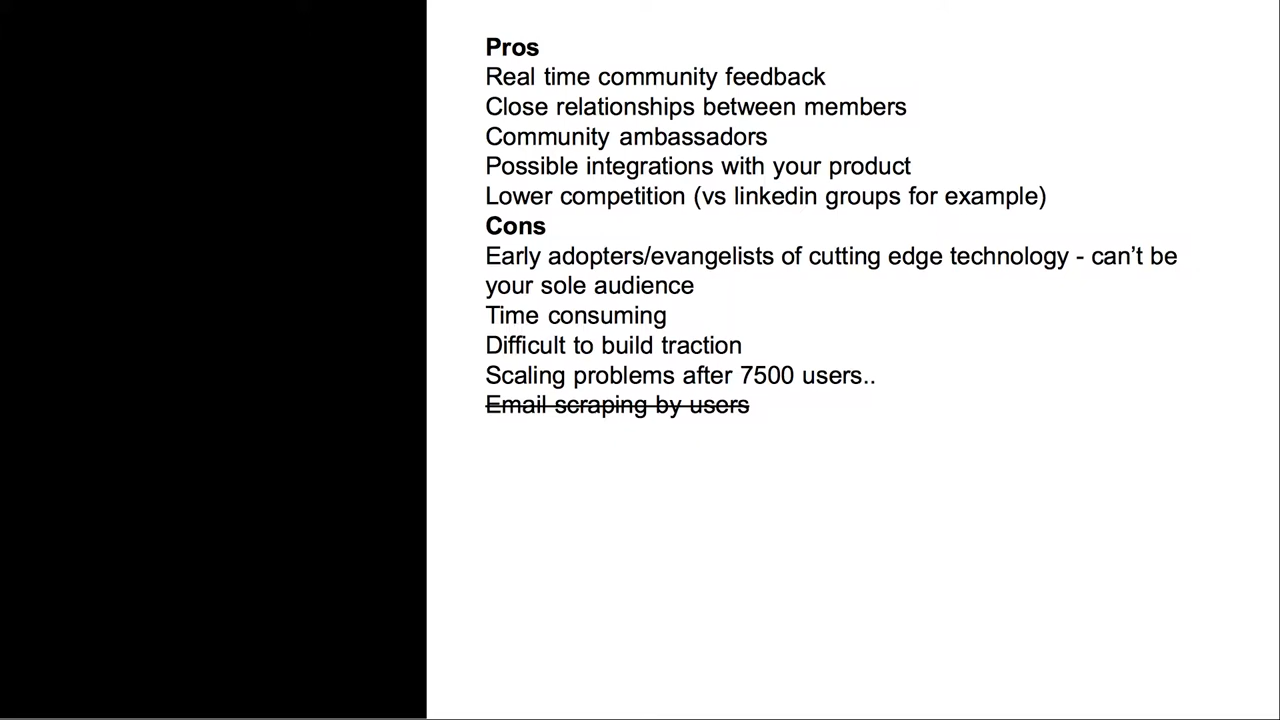 Pros
Real time community feedback
Close relationships between members
Community ambassadors
Possible integrations with your product
Lower competition (vs linkedin groups for example)
Cons
Early adopters/evangelists of cutting edge technology - can’t be
your sole audience
Time consuming
Difficult to build traction
Scaling problems after 7500 users..
Email scraping by users